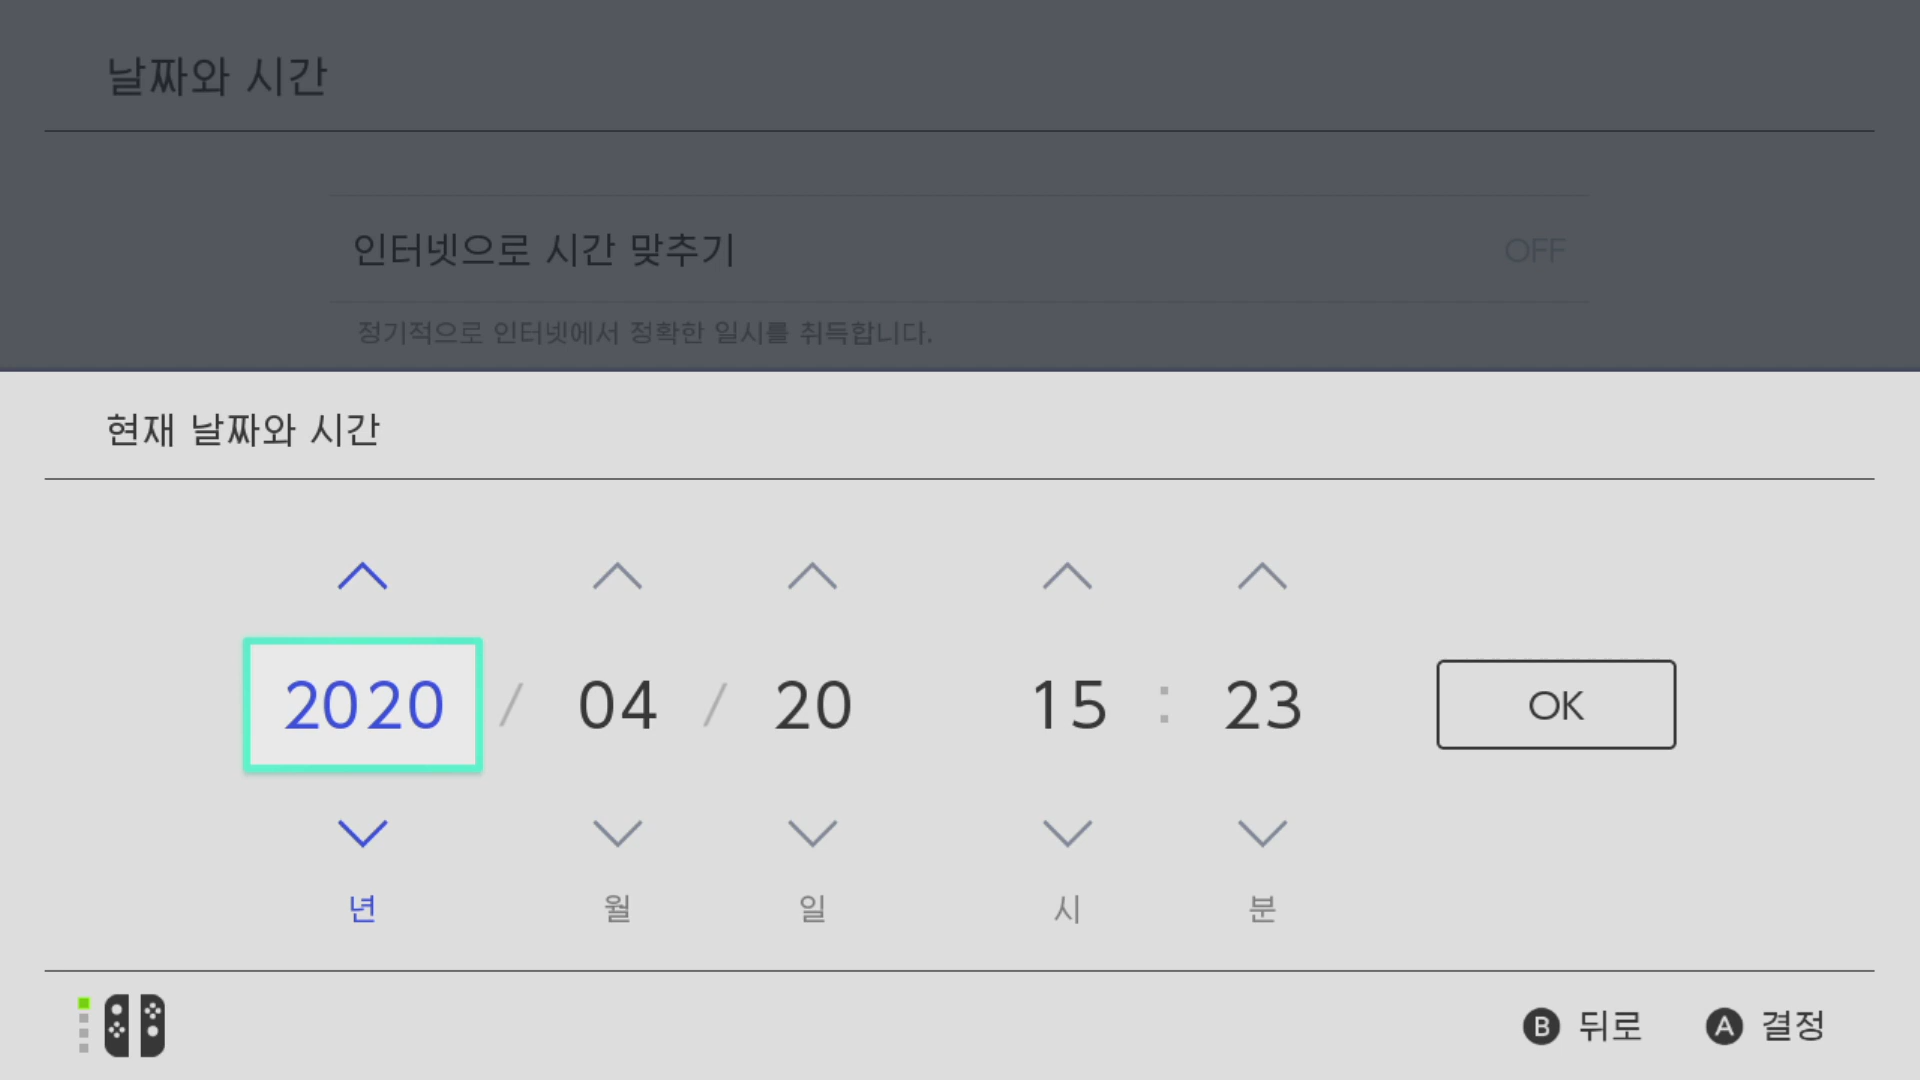 날짜와 시간
인터넷으로 시간 맞추기 OFF
정기적으로 인터넷에서 정확한 일시를 취득합니다.
현재 날짜와 시간
2020 / 04 / 20 15 : 23 OK
년 월 일 시 분
B 뒤로 A 결정